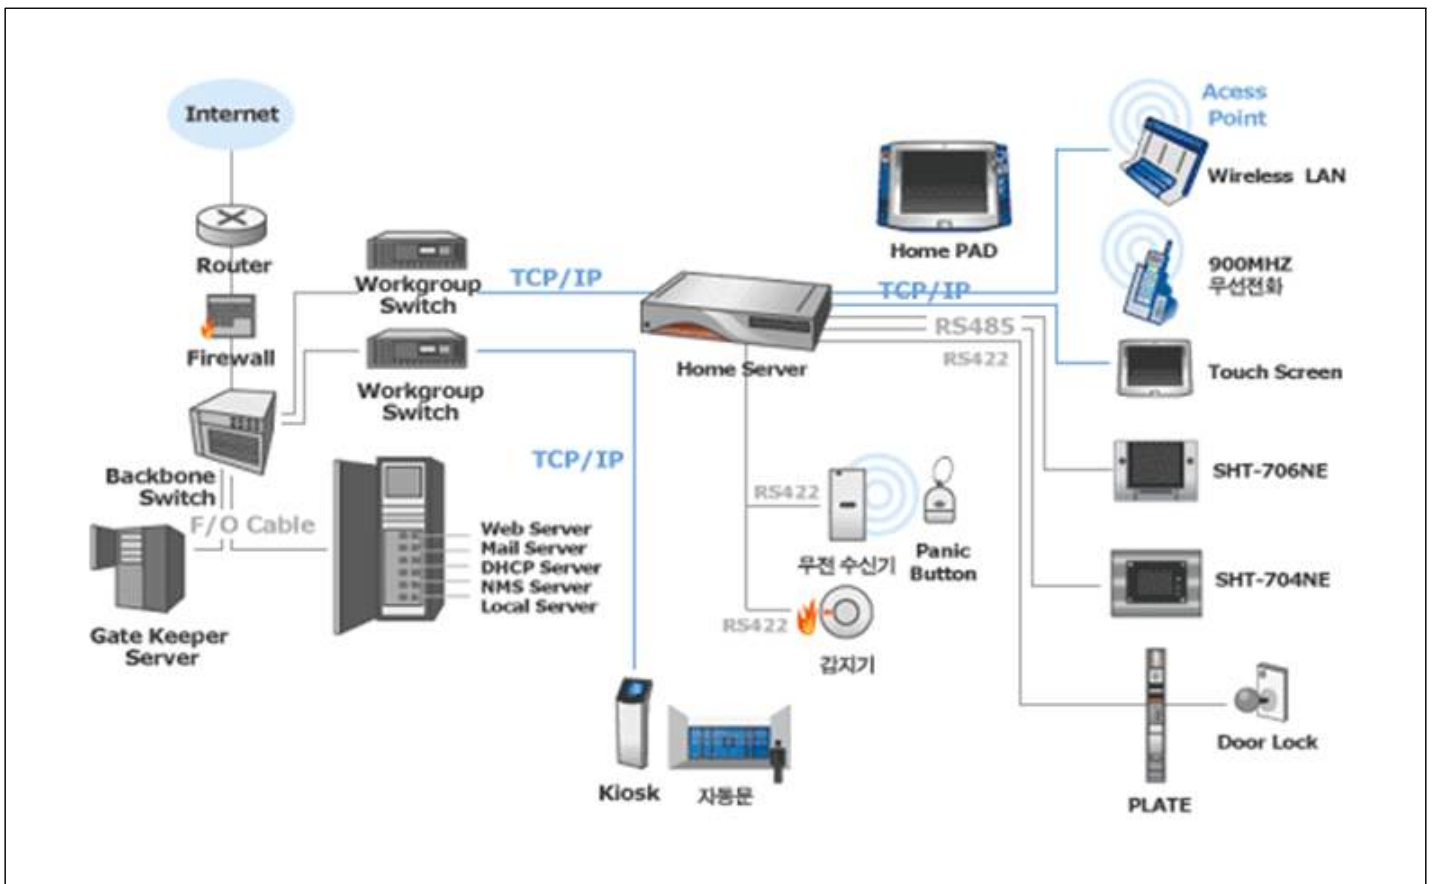 Internet
Router
Firewall
Backbone
Switch
F/O Cable
Gate Keeper
Server
Workgroup
Switch
Workgroup
Switch
Web Server
Mail Server
DHCP Server
NMS Server
Local Server
TCP/IP
TCP/IP
Kiosk
자동문
Home Server
Home PAD
TCP/IP
RS485
RS422
RS422
무전 수신기
Panic
Button
RS422
감지기
Acess
Point
Wireless LAN
900MHZ
무선전화
Touch Screen
SHT-706NE
SHT-704NE
Door Lock
PLATE